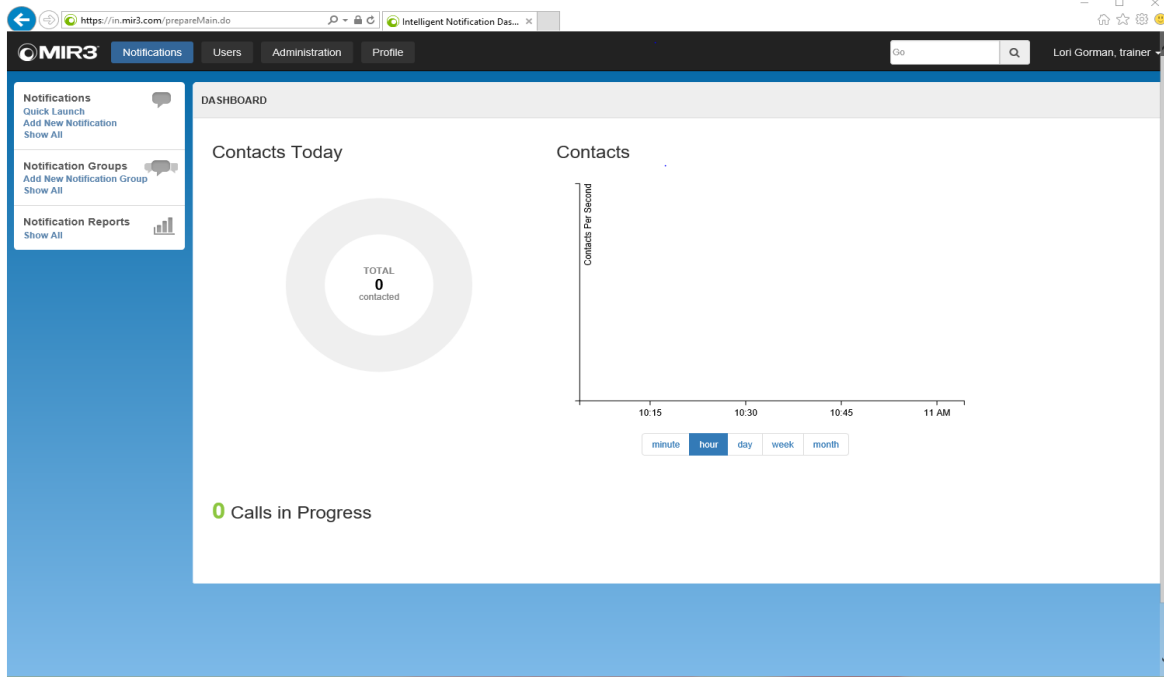 https://in.mir3.com/prepareMain.do
Intelligent Notification Das...
MIR3 Notifications Users Administration Profile Go Lori Gorman, trainer
Notifications
Quick Launch
Add New Notification
Show All
Notification Groups
Add New Notification Group
Show All
Notification Reports
Show All
DASHBOARD
Contacts Today
TOTAL
0
contacted
Contacts
Contacts Per Second
10:15 10:30 10:45 11 AM
minute hour day week month
0 Calls in Progress